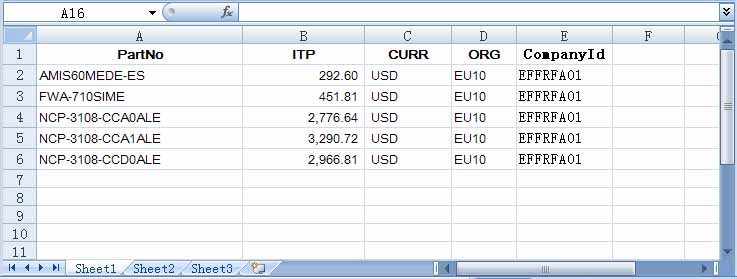 A16 fx
A B C D E F
1 PartNo ITP CURR ORG CompanyId
2 AMIS60MEDE-ES 292.60 USD EU10 EFFRFA01
3 FWA-710SIME 451.81 USD EU10 EFFRFA01
4 NCP-3108-CCA0ALE 2,776.64 USD EU10 EFFRFA01
5 NCP-3108-CCA1ALE 3,290.72 USD EU10 EFFRFA01
6 NCP-3108-CCD0ALE 2,966.81 USD EU10 EFFRFA01
7
8
9
10
11
Sheet1 Sheet2 Sheet3